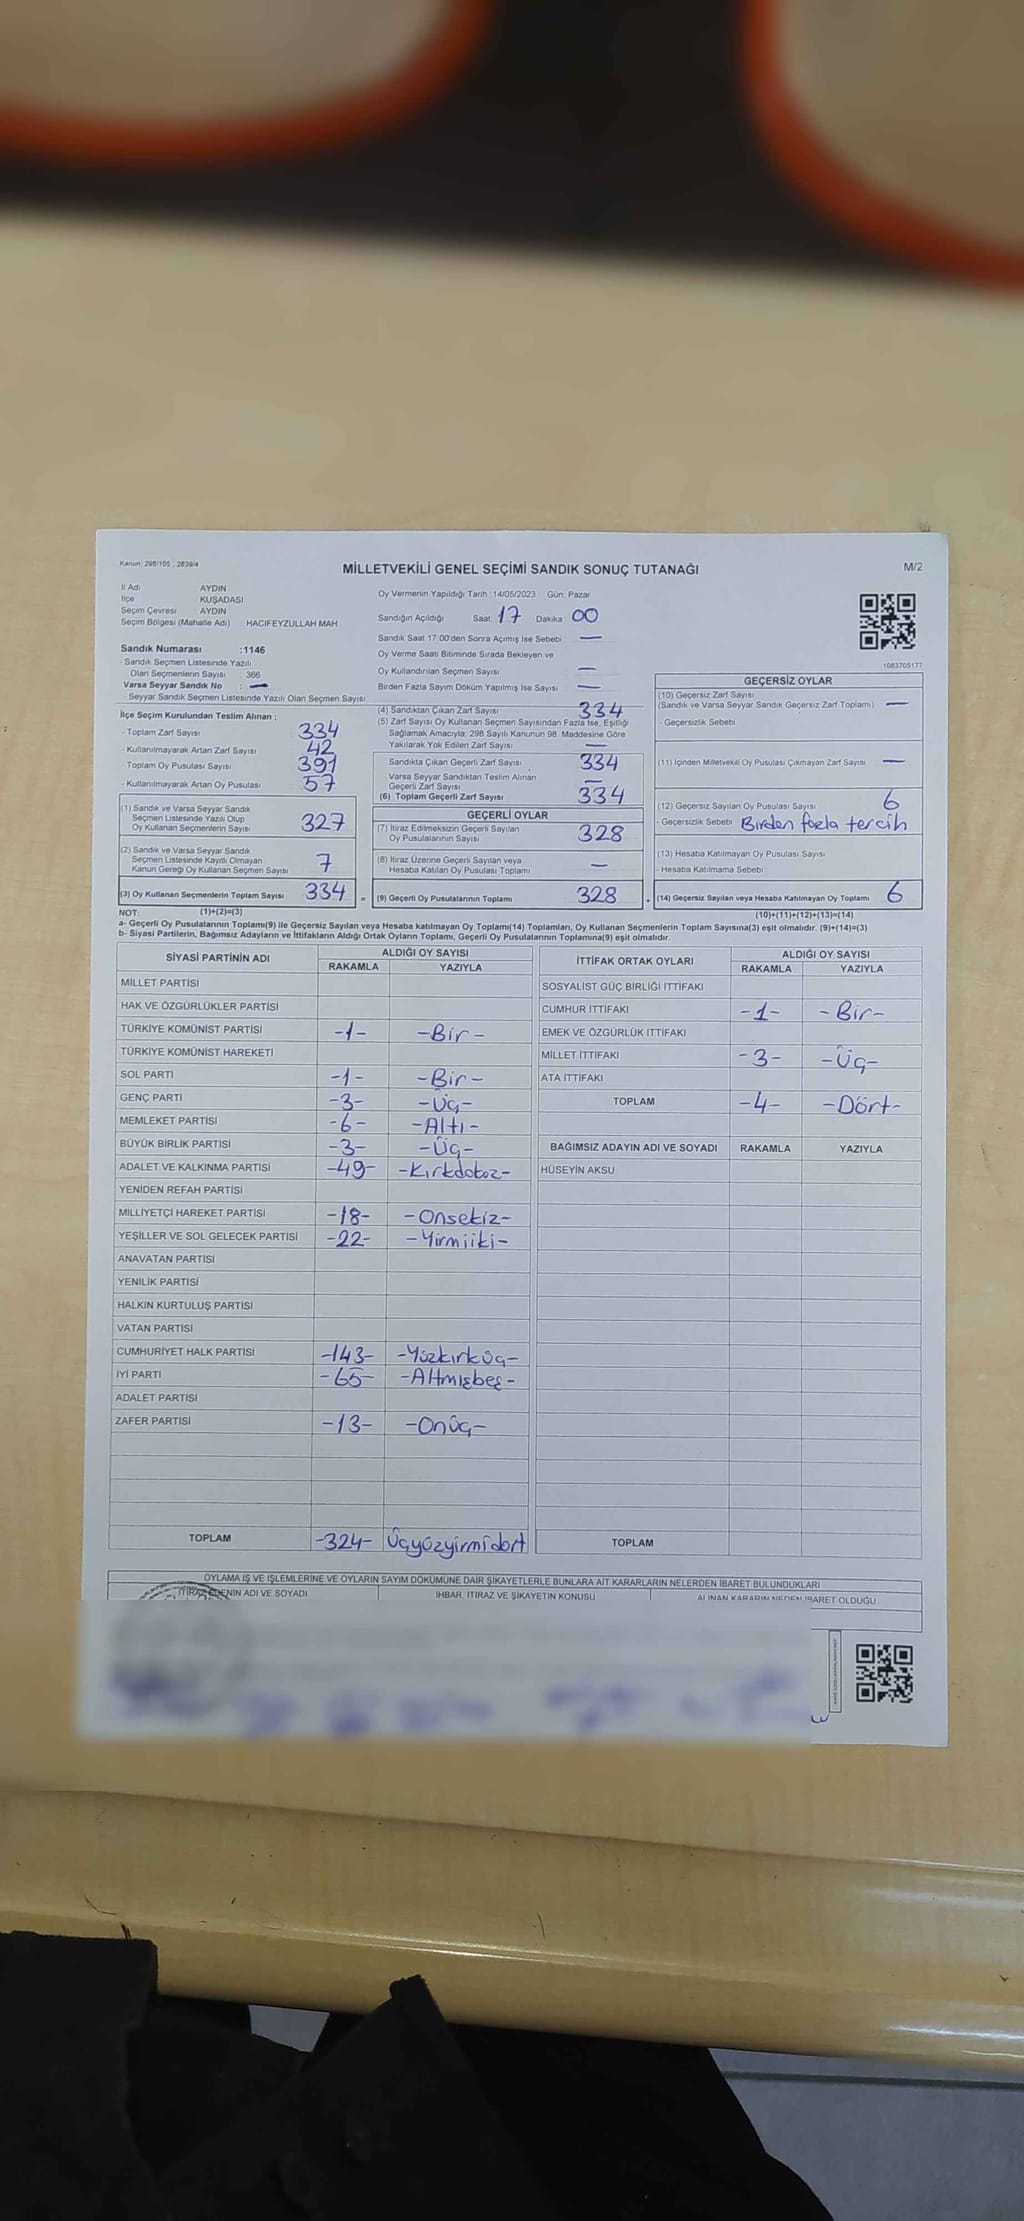 Kanun: 298/105 , 2839/4
MİLLETVEKİLİ GENEL SEÇİMİ SANDIK SONUÇ TUTANAĞI
M/2
İl Adı AYDIN
İlçe KUŞADASI
Seçim Çevresi AYDIN
Seçim Bölgesi (Mahalle Adı) : HACIFEYZULLAH MAH
Sandık Numarası :1146
- Sandık Seçmen Listesinde Yazılı
Olan Seçmenlerin Sayısı : 366
Varsa Seyyar Sandık No : —
- Seyyar Sandık Seçmen Listesinde Yazılı Olan Seçmen Sayısı
Oy Vermenin Yapıldığı Tarih :14/05/2023 Gün: Pazar
Sandığın Açıldığı Saat 17 Dakika 00
Sandık Saat 17:00'den Sonra Açılmış İse Sebebi —
Oy Verme Saati Bitiminde Sırada Bekleyen ve
Oy Kullandırılan Seçmen Sayısı —
Birden Fazla Sayım Döküm Yapılmış İse Sayısı —
1083705177
İlçe Seçim Kurulundan Teslim Alınan :
- Toplam Zarf Sayısı 334
- Kullanılmayarak Artan Zarf Sayısı 42
- Toplam Oy Pusulası Sayısı 391
- Kullanılmayarak Artan Oy Pusulası 57
(1) Sandık ve Varsa Seyyar Sandık
Seçmen Listesinde Yazılı Olup
Oy Kullanan Seçmenlerin Sayısı 327
(2) Sandık ve Varsa Seyyar Sandık
Seçmen Listesinde Kayıtlı Olmayan
Kanun Gereği Oy Kullanan Seçmen Sayısı 7
(3) Oy Kullanan Seçmenlerin Toplam Sayısı 334
(4) Sandıktan Çıkan Zarf Sayısı 334
(5) Zarf Sayısı Oy Kullanan Seçmen Sayısından Fazla İse, Eşitliği
Sağlamak Amacıyla; 298 Sayılı Kanunun 98. Maddesine Göre
Yakılarak Yok Edilen Zarf Sayısı —
Sandıkta Çıkan Geçerli Zarf Sayısı 334
Varsa Seyyar Sandıktan Teslim Alınan
Geçerli Zarf Sayısı —
(6) Toplam Geçerli Zarf Sayısı 334
GEÇERLİ OYLAR
(7) İtiraz Edilmeksizin Geçerli Sayılan
Oy Pusulalarının Sayısı 328
(8) İtiraz Üzerine Geçerli Sayılan veya
Hesaba Katılan Oy Pusulası Toplamı —
= (9) Geçerli Oy Pusulalarının Toplamı 328
GEÇERSİZ OYLAR
(10) Geçersiz Zarf Sayısı
(Sandık ve Varsa Seyyar Sandık Geçersiz Zarf Toplamı) —
- Geçersizlik Sebebi
(11) İçinden Milletvekili Oy Pusulası Çıkmayan Zarf Sayısı —
(12) Geçersiz Sayılan Oy Pusulası Sayısı 6
- Geçersizlik Sebebi Birden fazla tercih
(13) Hesaba Katılmayan Oy Pusulası Sayısı
- Hesaba Katılmama Sebebi
+ (14) Geçersiz Sayılan veya Hesaba Katılmayan Oy Toplamı 6
NOT: (1)+(2)=(3) (10)+(11)+(12)+(13)=(14)
a- Geçerli Oy Pusulalarının Toplamı(9) ile Geçersiz Sayılan veya Hesaba katılmayan Oy Toplamı(14) Toplamları, Oy Kullanan Seçmenlerin Toplam Sayısına(3) eşit olmalıdır. (9)+(14)=(3)
b- Siyasi Partilerin, Bağımsız Adayların ve İttifakların Aldığı Ortak Oyların Toplamı, Geçerli Oy Pusulalarının Toplamına(9) eşit olmalıdır.
SİYASİ PARTİNİN ADI ALDIĞI OY SAYISI
RAKAMLA YAZIYLA
MİLLET PARTİSİ
HAK VE ÖZGÜRLÜKLER PARTİSİ
TÜRKİYE KOMÜNİST PARTİSİ -1- -Bir-
TÜRKİYE KOMÜNİST HAREKETİ
SOL PARTİ -1- -Bir-
GENÇ PARTİ -3- -Üç-
MEMLEKET PARTİSİ -6- -Altı-
BÜYÜK BİRLİK PARTİSİ -3- -Üç-
ADALET VE KALKINMA PARTİSİ -49- -Kırkdokoz-
YENİDEN REFAH PARTİSİ
MİLLİYETÇİ HAREKET PARTİSİ -18- -Onsekiz-
YEŞİLLER VE SOL GELECEK PARTİSİ -22- -Yirmiiki-
ANAVATAN PARTİSİ
YENİLİK PARTİSİ
HALKIN KURTULUŞ PARTİSİ
VATAN PARTİSİ
CUMHURİYET HALK PARTİSİ -143- -Yüzkırküç-
İYİ PARTİ -65- -Altmışbeş-
ADALET PARTİSİ
ZAFER PARTİSİ -13- -Onüç-
TOPLAM -324- Üçyüzyirmidört
İTTİFAK ORTAK OYLARI ALDIĞI OY SAYISI
RAKAMLA YAZIYLA
SOSYALİST GÜÇ BİRLİĞİ İTTİFAKI
CUMHUR İTTİFAKI -1- -Bir-
EMEK VE ÖZGÜRLÜK İTTİFAKI
MİLLET İTTİFAKI -3- -Üç-
ATA İTTİFAKI
TOPLAM -4- -Dört-
BAĞIMSIZ ADAYIN ADI VE SOYADI RAKAMLA YAZIYLA
HÜSEYİN AKSU
TOPLAM
OYLAMA İŞ VE İŞLEMLERİNE VE OYLARIN SAYIM DÖKÜMÜNE DAİR ŞİKAYETLERLE BUNLARA AİT KARARLARIN NELERDEN İBARET BULUNDUKLARI
İTİRAZ EDENİN ADI VE SOYADI İHBAR, İTİRAZ VE ŞİKAYETİN KONUSU ALINAN KARARIN NEDEN İBARET OLDUĞU